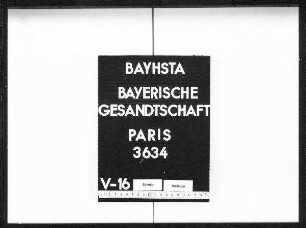 BAYHSTA
BAYERISCHE
GESANDTSCHAFT
PARIS
3634
V-16